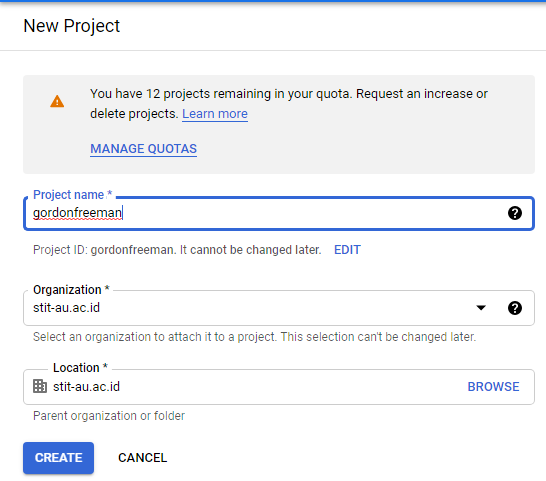 New Project
You have 12 projects remaining in your quota. Request an increase or
delete projects. Learn more
MANAGE QUOTAS
Project name *
gordonfreeman
Project ID: gordonfreeman. It cannot be changed later. EDIT
Organization *
stit-au.ac.id
Select an organization to attach it to a project. This selection can't be changed later.
Location *
stit-au.ac.id BROWSE
Parent organization or folder
CREATE CANCEL